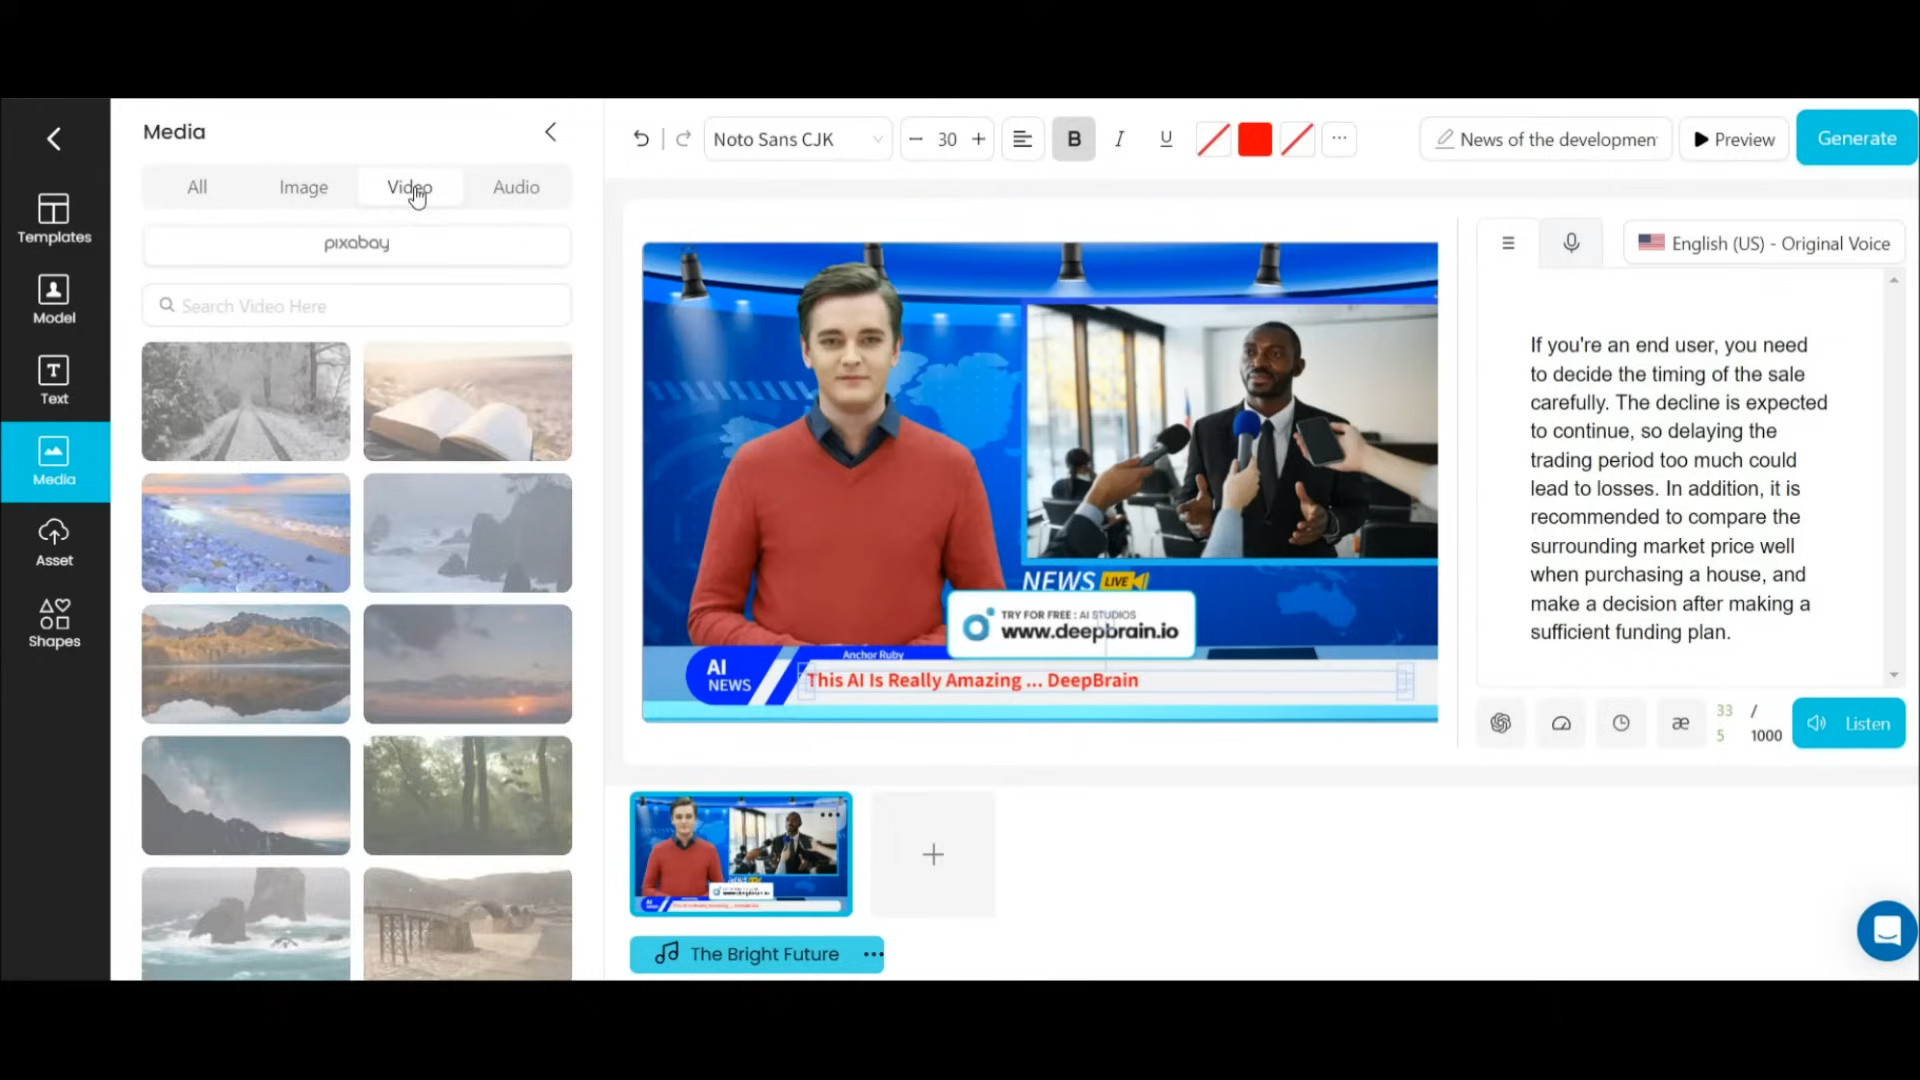 Media
Noto Sans CJK
30
B
I
U
News of the developmen
Preview
Generate
Templates
Model
Text
Media
Asset
Shapes
All
Image
Video
Audio
pixabay
Search Video Here
NEWS LIVE
TRY FOR FREE : AI STUDIOS
www.deepbrain.io
Anchor Ruby
AI
NEWS
This AI Is Really Amazing ... DeepBrain
English (US) - Original Voice
If you're an end user, you need
to decide the timing of the sale
carefully. The decline is expected
to continue, so delaying the
trading period too much could
lead to losses. In addition, it is
recommended to compare the
surrounding market price well
when purchasing a house, and
make a decision after making a
sufficient funding plan.
æ
33
5
/
1000
Listen
The Bright Future